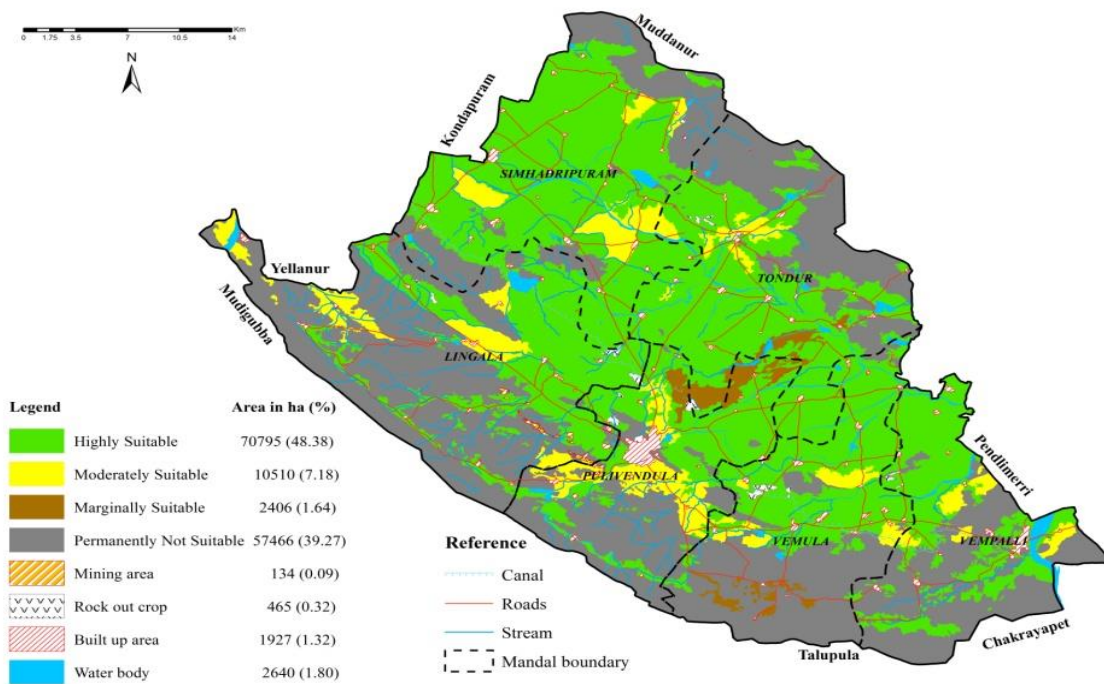 0 1.75 3.5 7 10.5 14 Km
N
Muddanur
Kondapuram
SIMHADRIPURAM
Yellanur
TONDUR
Mudigubba
LINGALA
Pendlimerri
PULIVENDULA
VEMULA
VEMPALLI
Chakrayapet
Talupula
Legend Area in ha (%)
Highly Suitable 70795 (48.38)
Moderately Suitable 10510 (7.18)
Marginally Suitable 2406 (1.64)
Permanently Not Suitable 57466 (39.27)
Mining area 134 (0.09)
Rock out crop 465 (0.32)
Built up area 1927 (1.32)
Water body 2640 (1.80)
Reference
Canal
Roads
Stream
Mandal boundary